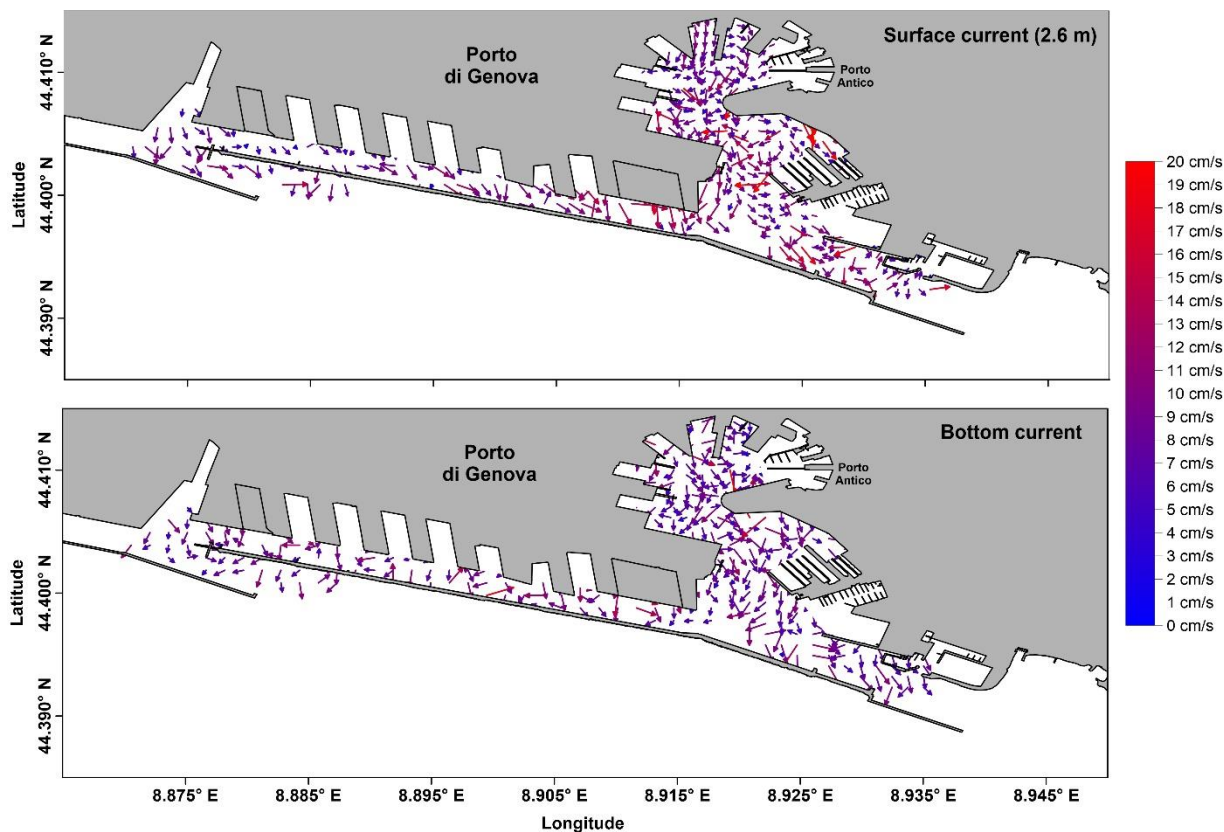 Surface current (2.6 m)
Porto
di Genova
Porto
Antico
44.410° N
44.400° N
44.390° N
Latitude
Bottom current
Porto
di Genova
Porto
Antico
44.410° N
44.400° N
44.390° N
Latitude
8.875° E
8.885° E
8.895° E
8.905° E
8.915° E
8.925° E
8.935° E
8.945° E
Longitude
20 cm/s
19 cm/s
18 cm/s
17 cm/s
16 cm/s
15 cm/s
14 cm/s
13 cm/s
12 cm/s
11 cm/s
10 cm/s
9 cm/s
8 cm/s
7 cm/s
6 cm/s
5 cm/s
4 cm/s
3 cm/s
2 cm/s
1 cm/s
0 cm/s